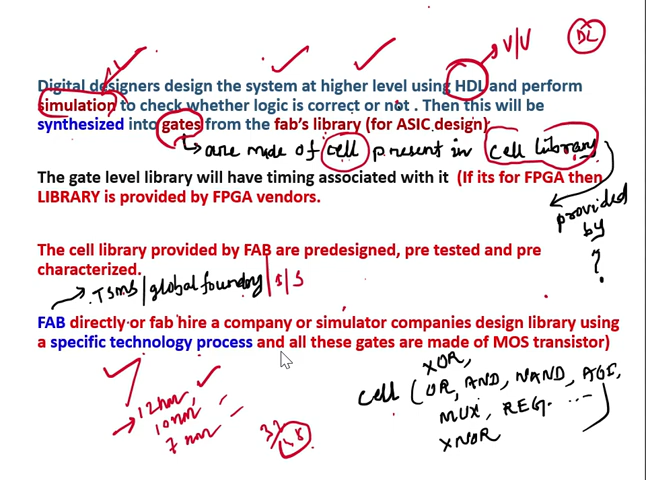 V/V
DL
Digital designers design the system at higher level using HDL and perform
simulation to check whether logic is correct or not . Then this will be
synthesized into gates from the fab's library (for ASIC design)
are made of cell present in cell library
The gate level library will have timing associated with it (If its for FPGA then
LIBRARY is provided by FPGA vendors.
provided
by
?
The cell library provided by FAB are predesigned, pre tested and pre
characterized.
TSMS / global foundry /
FAB directly or fab hire a company or simulator companies design library using
a specific technology process and all these gates are made of MOS transistor)
12nm,
10nm
7nm
cell ( XOR,
OR, AND, NAND, AOI,
MUX, REG. ... )
XNOR